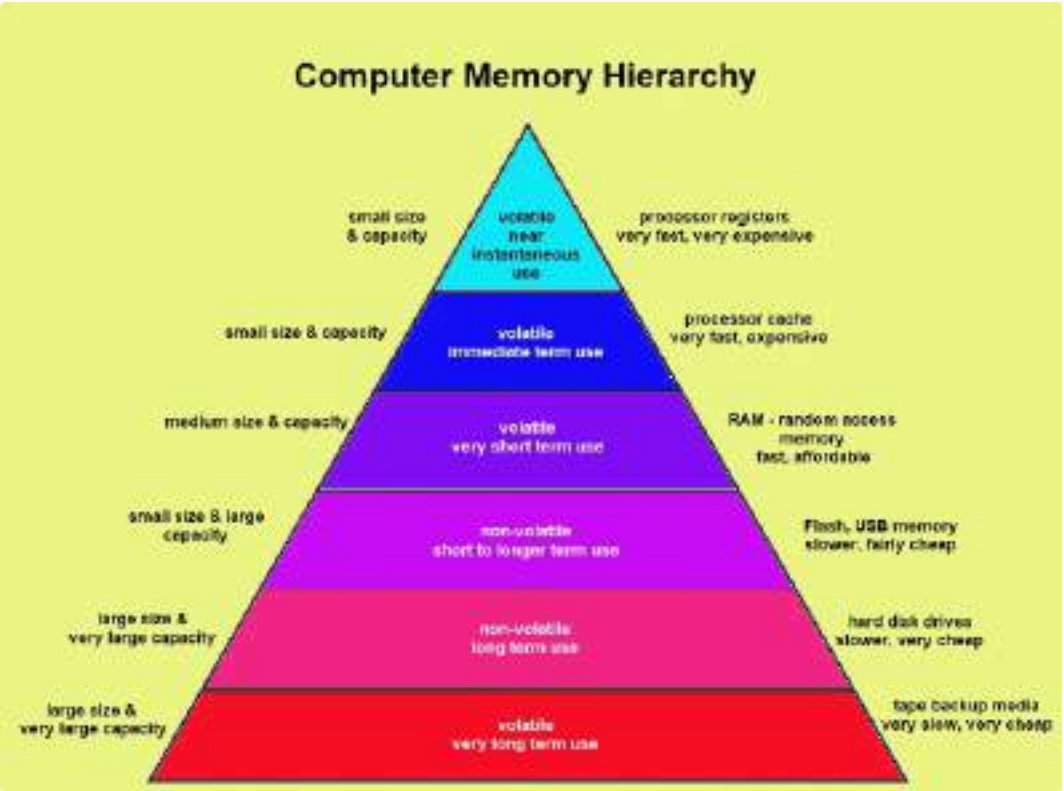 Computer Memory Hierarchy
small size
& capacity
volatile
near
instantaneous
use
processor registers
very fast, very expensive
small size & capacity
volatile
immediate term use
processor cache
very fast, expensive
medium size & capacity
volatile
very short term use
RAM - random access
memory
fast, affordable
small size & large
capacity
non-volatile
short to longer term use
Flash, USB memory
slower, fairly cheap
large size &
very large capacity
non-volatile
long term use
hard disk drives
slower, very cheap
large size &
very large capacity
volatile
very long term use
tape backup media
very slow, very cheap